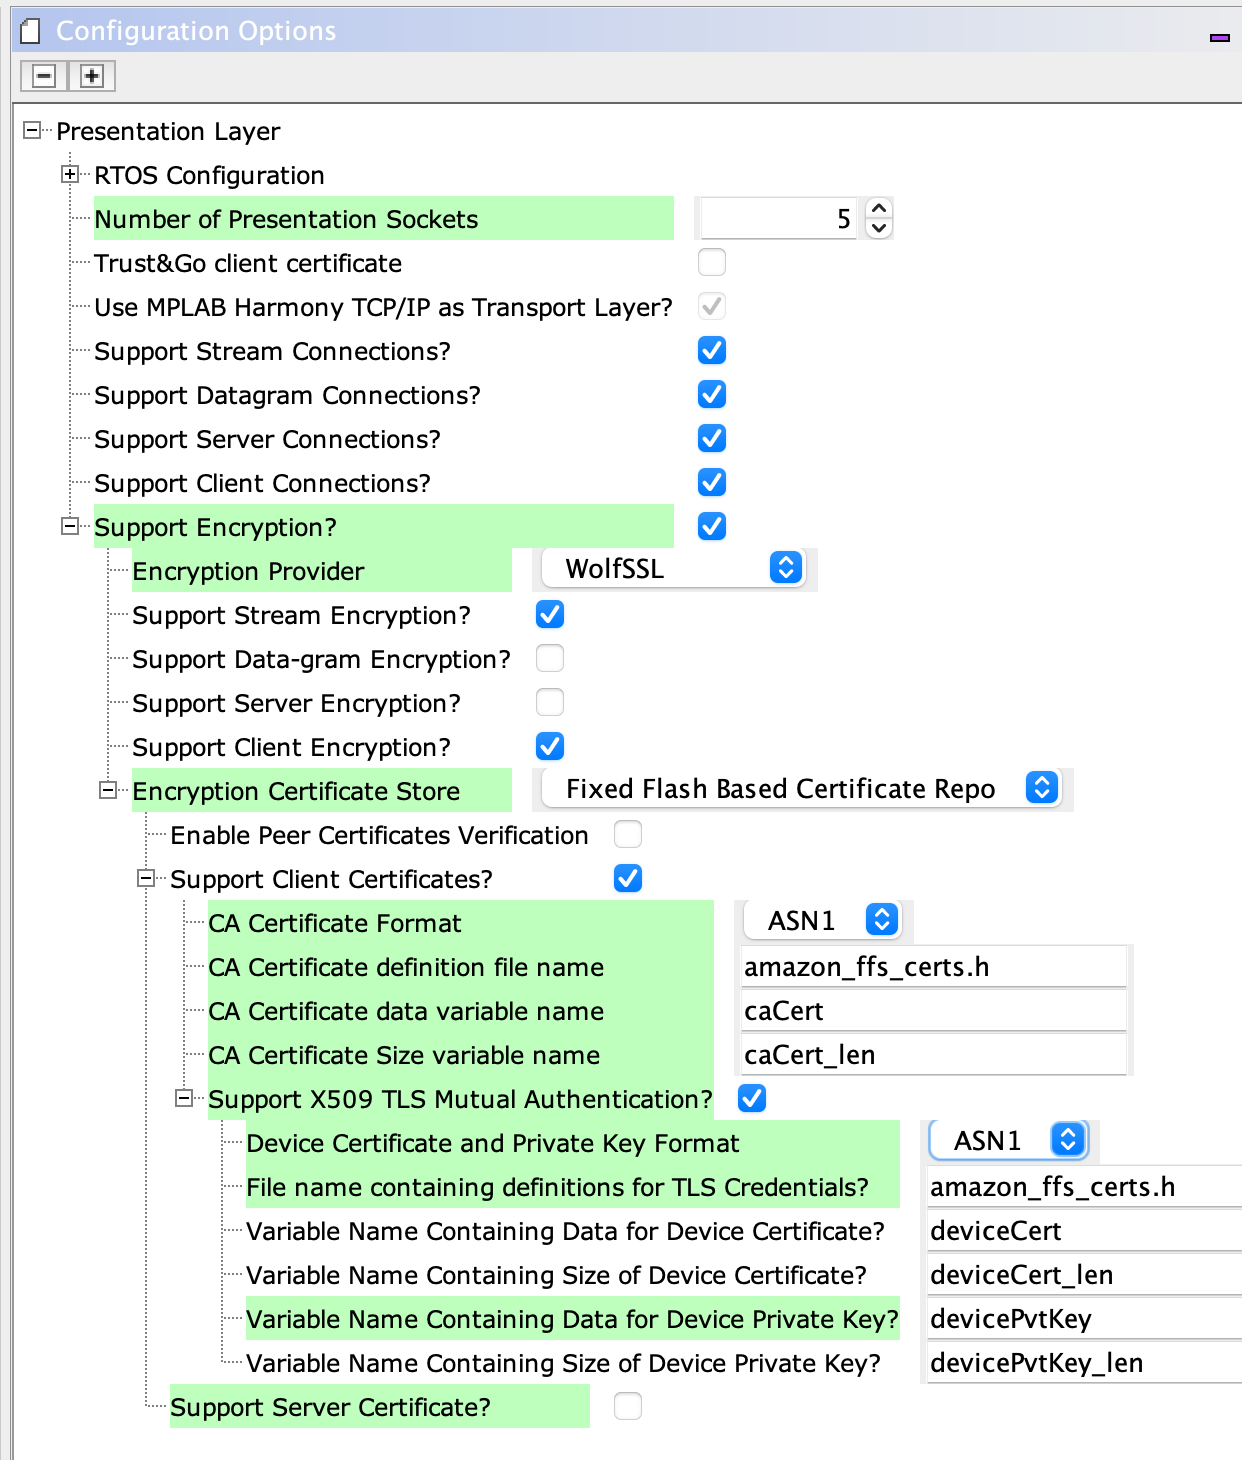 Configuration Options
Presentation Layer
RTOS Configuration
Number of Presentation Sockets 5
Trust&Go client certificate
Use MPLAB Harmony TCP/IP as Transport Layer?
Support Stream Connections?
Support Datagram Connections?
Support Server Connections?
Support Client Connections?
Support Encryption?
Encryption Provider WolfSSL
Support Stream Encryption?
Support Data-gram Encryption?
Support Server Encryption?
Support Client Encryption?
Encryption Certificate Store Fixed Flash Based Certificate Repo
Enable Peer Certificates Verification
Support Client Certificates?
CA Certificate Format ASN1
CA Certificate definition file name amazon_ffs_certs.h
CA Certificate data variable name caCert
CA Certificate Size variable name caCert_len
Support X509 TLS Mutual Authentication?
Device Certificate and Private Key Format ASN1
File name containing definitions for TLS Credentials? amazon_ffs_certs.h
Variable Name Containing Data for Device Certificate? deviceCert
Variable Name Containing Size of Device Certificate? deviceCert_len
Variable Name Containing Data for Device Private Key? devicePvtKey
Variable Name Containing Size of Device Private Key? devicePvtKey_len
Support Server Certificate?